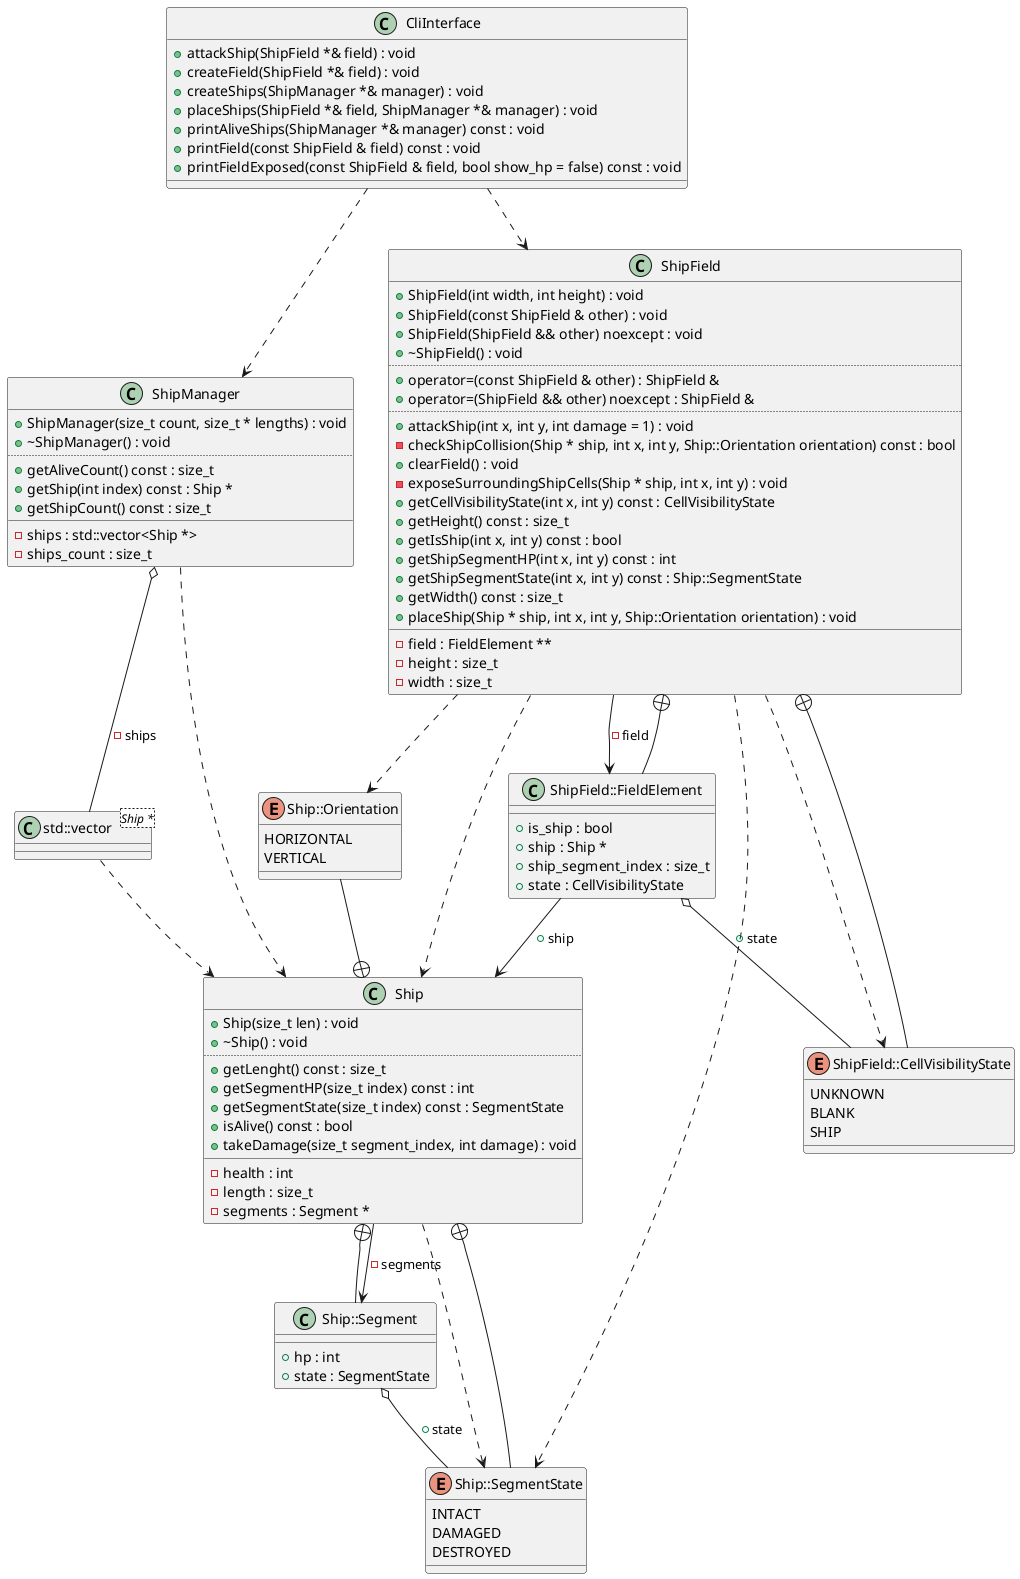 C CliInterface
attackShip(ShipField *& field) : void
createField(ShipField *& field) : void
createShips(ShipManager *& manager) : void
placeShips(ShipField *& field, ShipManager *& manager) : void
printAliveShips(ShipManager *& manager) const : void
printField(const ShipField & field) const : void
printFieldExposed(const ShipField & field, bool show_hp = false) const : void
C ShipField
ShipField(int width, int height) : void
ShipField(const ShipField & other) : void
ShipField(ShipField && other) noexcept : void
~ShipField() : void
operator=(const ShipField & other) : ShipField &
operator=(ShipField && other) noexcept : ShipField &
attackShip(int x, int y, int damage = 1) : void
checkShipCollision(Ship * ship, int x, int y, Ship::Orientation orientation) const : bool
clearField() : void
exposeSurroundingShipCells(Ship * ship, int x, int y) : void
getCellVisibilityState(int x, int y) const : CellVisibilityState
getHeight() const : size_t
getIsShip(int x, int y) const : bool
getShipSegmentHP(int x, int y) const : int
getShipSegmentState(int x, int y) const : Ship::SegmentState
getWidth() const : size_t
placeShip(Ship * ship, int x, int y, Ship::Orientation orientation) : void
field : FieldElement **
height : size_t
width : size_t
C ShipManager
ShipManager(size_t count, size_t * lengths) : void
~ShipManager() : void
getAliveCount() const : size_t
getShip(int index) const : Ship *
getShipCount() const : size_t
ships : std::vector<Ship *>
ships_count : size_t
ships
field
C std::vector
Ship *
E Ship::Orientation
HORIZONTAL
VERTICAL
C ShipField::FieldElement
is_ship : bool
ship : Ship *
ship_segment_index : size_t
state : CellVisibilityState
ship
state
C Ship
Ship(size_t len) : void
~Ship() : void
getLenght() const : size_t
getSegmentHP(size_t index) const : int
getSegmentState(size_t index) const : SegmentState
isAlive() const : bool
takeDamage(size_t segment_index, int damage) : void
health : int
length : size_t
segments : Segment *
E ShipField::CellVisibilityState
UNKNOWN
BLANK
SHIP
segments
C Ship::Segment
hp : int
state : SegmentState
state
E Ship::SegmentState
INTACT
DAMAGED
DESTROYED